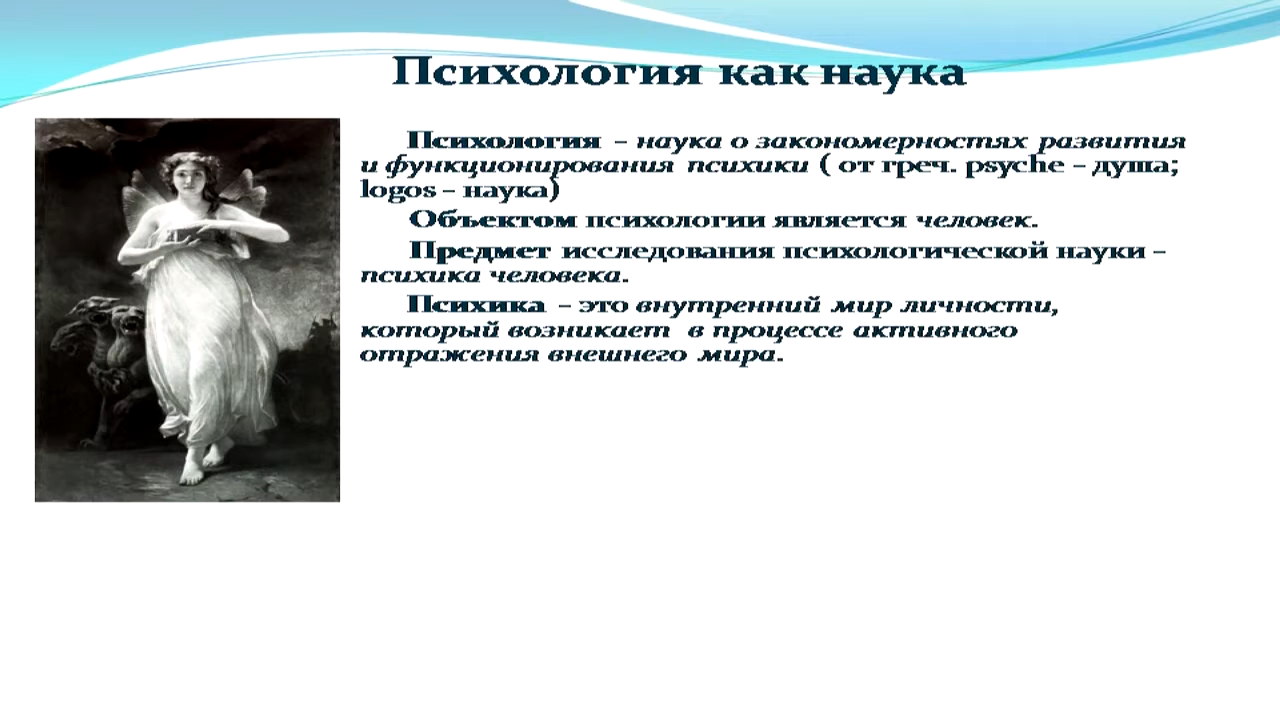 Психология как наука
Психология – наука о закономерностях развития
и функционирования психики ( от греч. psyche – душа;
logos – наука)
Объектом психологии является человек.
Предмет исследования психологической науки –
психика человека.
Психика – это внутренний мир личности,
который возникает в процессе активного
отражения внешнего мира.